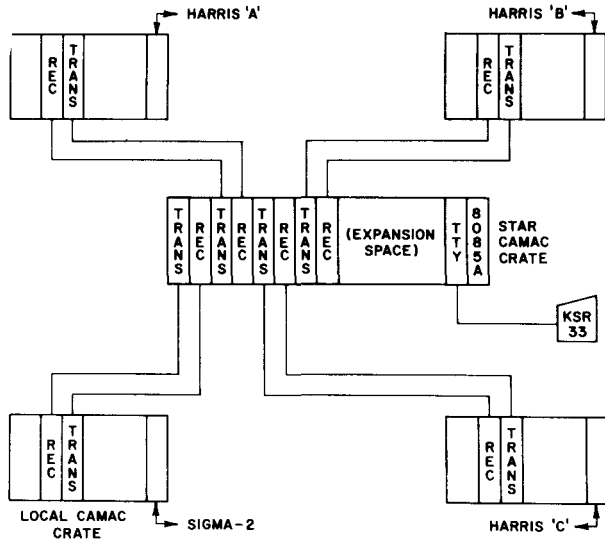 HARRIS 'A'
HARRIS 'B'
REC
TRANS
REC
TRANS
TRANS
REC
TRANS
REC
TRANS
REC
TRANS
REC
(EXPANSION
SPACE)
TTY
8085A
STAR
CAMAC
CRATE
KSR
33
REC
TRANS
REC
TRANS
LOCAL CAMAC
CRATE
SIGMA-2
HARRIS 'C'